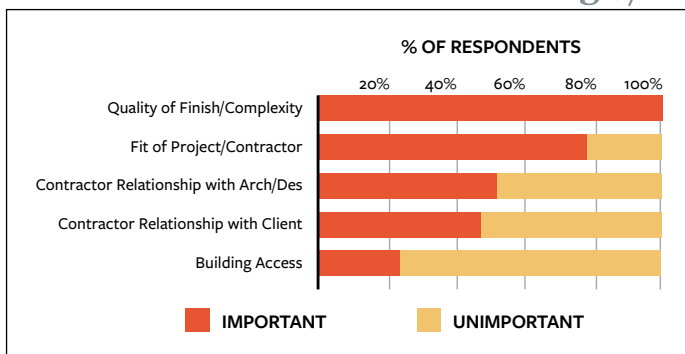 % OF RESPONDENTS
20% 40% 60% 80% 100%
Quality of Finish/Complexity
Fit of Project/Contractor
Contractor Relationship with Arch/Des
Contractor Relationship with Client
Building Access
IMPORTANT UNIMPORTANT